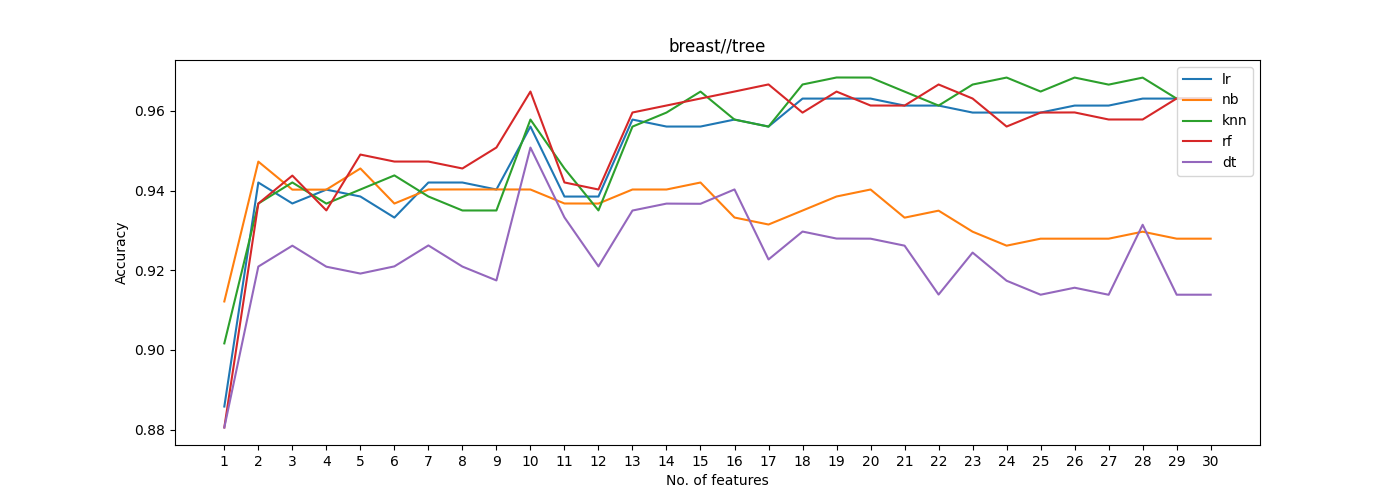 breast//tree
lr
nb
knn
rf
dt
Accuracy
0.96
0.94
0.92
0.90
0.88
1 2 3 4 5 6 7 8 9 10 11 12 13 14 15 16 17 18 19 20 21 22 23 24 25 26 27 28 29 30
No. of features